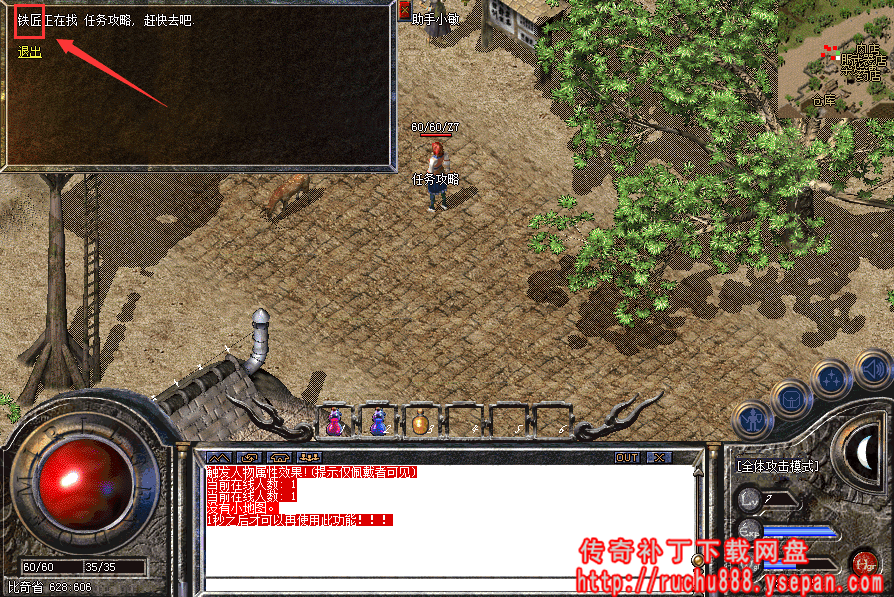 铁匠正在找 任务攻略, 赶快去吧.
退出
助手小敏
肉店
武器店
药店
仓库
60/60/Z7
任务攻略
OUT
触发人物属性效果!(提示仅佩戴者可见)
当前在线人数: 1
当前在线人数: 1
没有小地图。
1秒之后才可以再使用此功能！！！
[全体攻击模式]
Lv 7
Exp
60/60 35/35
比奇省 628:606
传奇补丁下载网盘
http://ruchu888.ysepan.com/